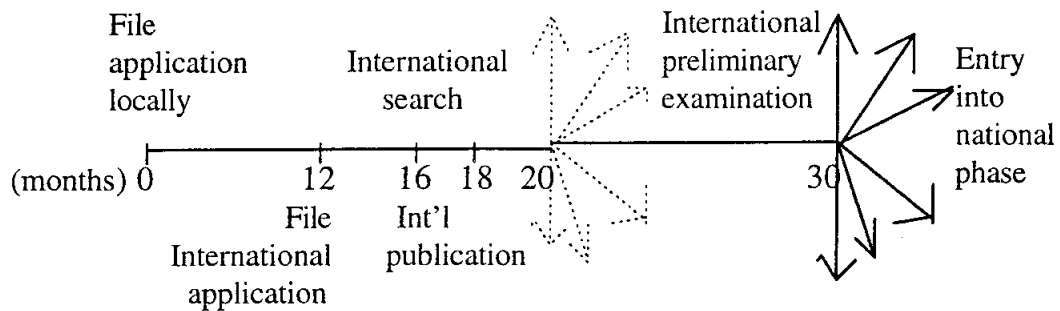 File
application
locally
International
search
International
preliminary
examination
Entry
into
national
phase
(months) 0 12 16 18 20 30
File
International
application
Int'l
publication